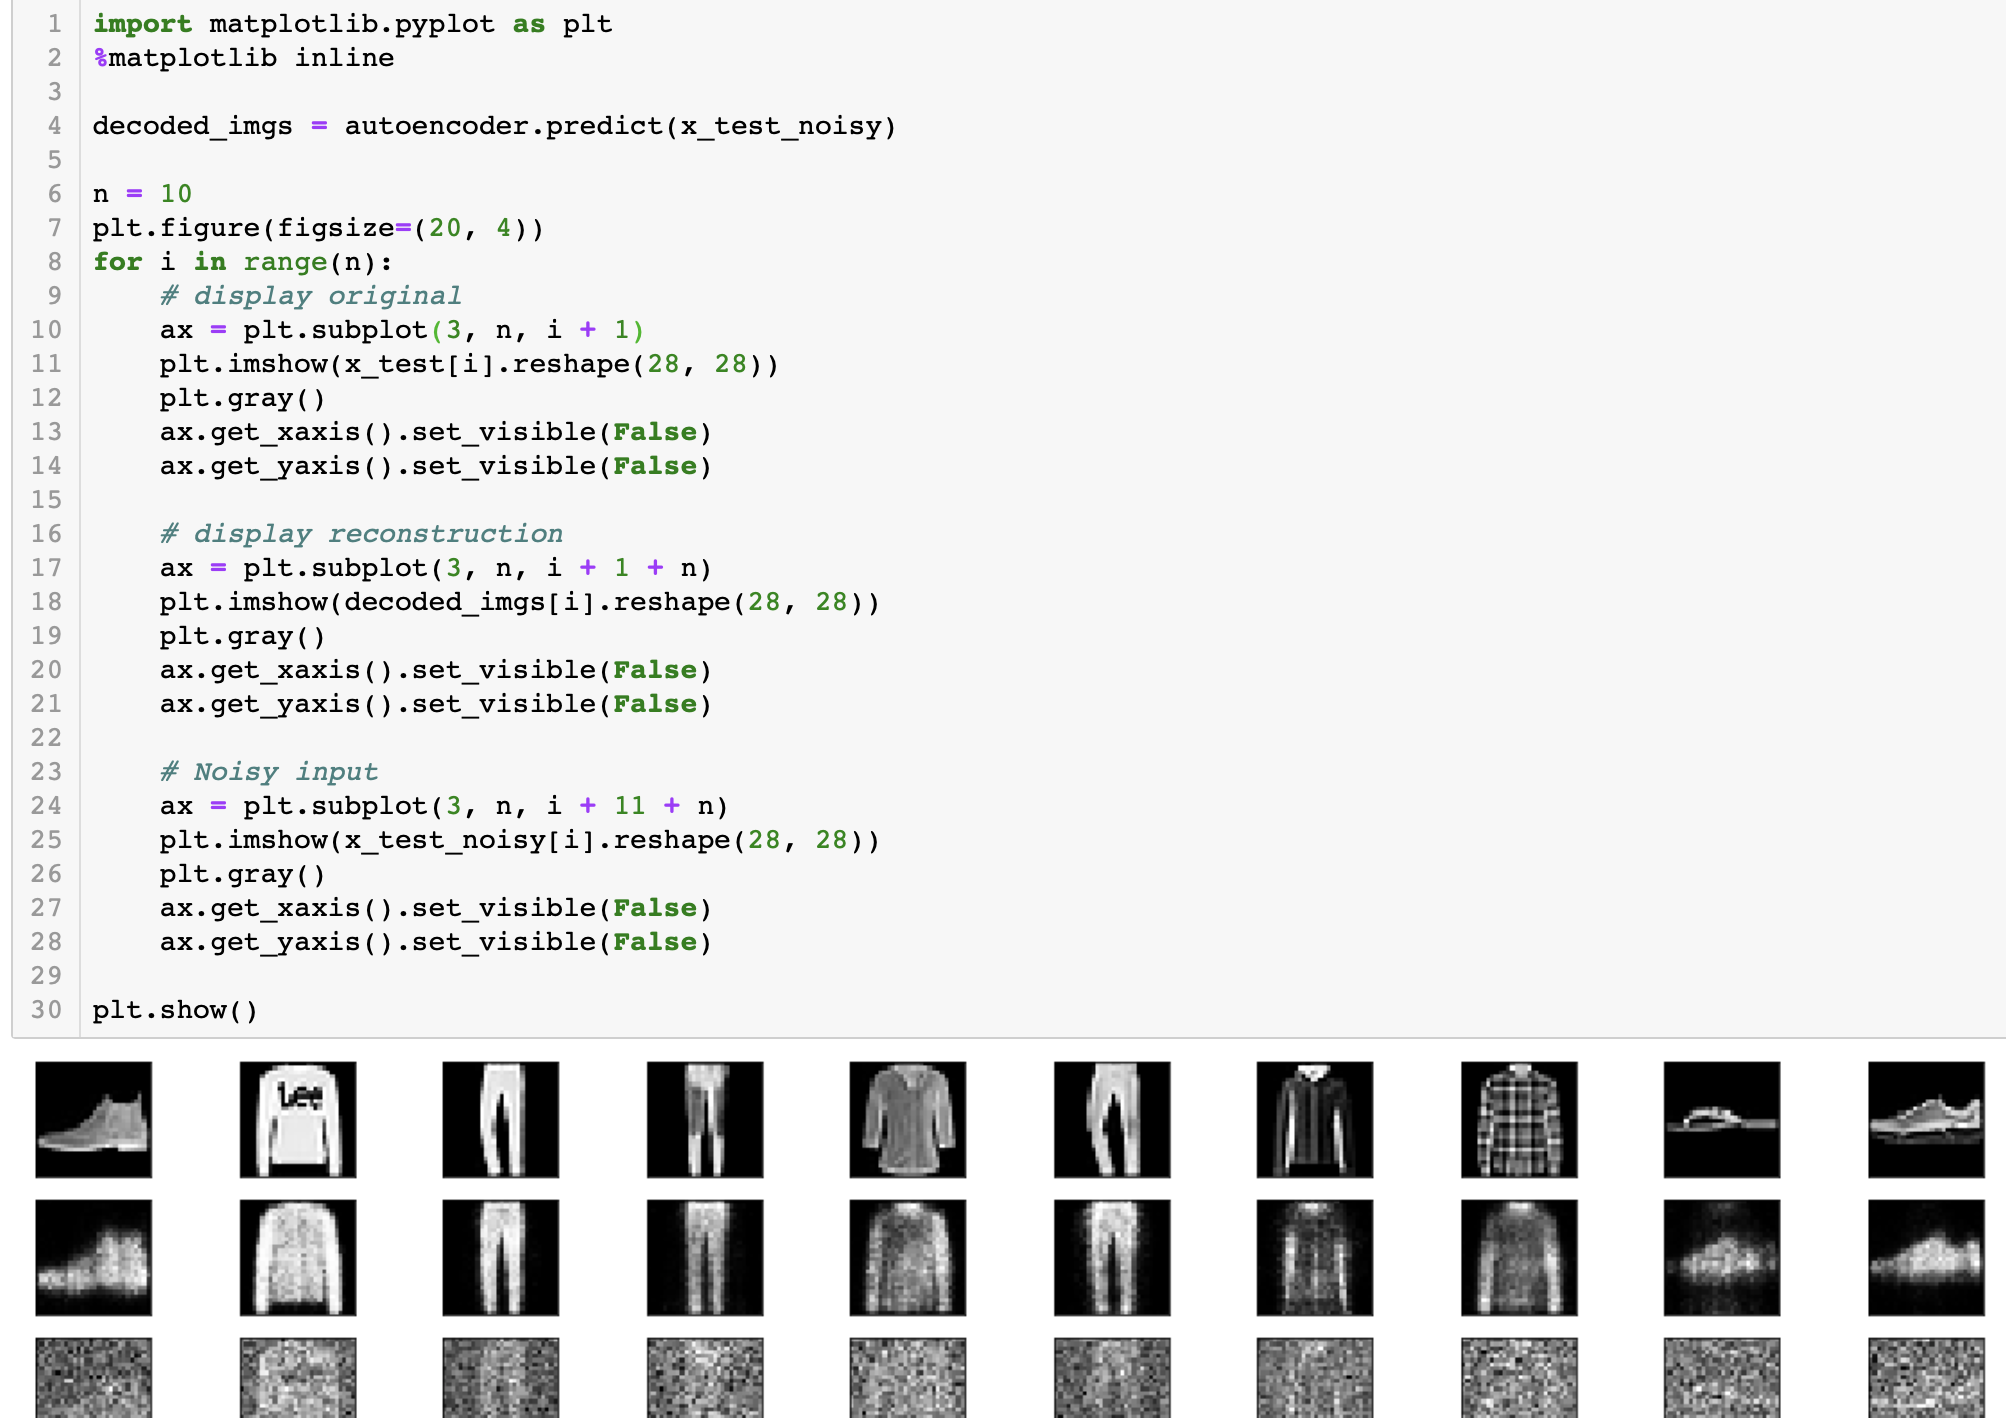 1 import matplotlib.pyplot as plt
2 %matplotlib inline
3
4 decoded_imgs = autoencoder.predict(x_test_noisy)
5
6 n = 10
7 plt.figure(figsize=(20, 4))
8 for i in range(n):
9     # display original
10     ax = plt.subplot(3, n, i + 1)
11     plt.imshow(x_test[i].reshape(28, 28))
12     plt.gray()
13     ax.get_xaxis().set_visible(False)
14     ax.get_yaxis().set_visible(False)
15
16     # display reconstruction
17     ax = plt.subplot(3, n, i + 1 + n)
18     plt.imshow(decoded_imgs[i].reshape(28, 28))
19     plt.gray()
20     ax.get_xaxis().set_visible(False)
21     ax.get_yaxis().set_visible(False)
22
23     # Noisy input
24     ax = plt.subplot(3, n, i + 11 + n)
25     plt.imshow(x_test_noisy[i].reshape(28, 28))
26     plt.gray()
27     ax.get_xaxis().set_visible(False)
28     ax.get_yaxis().set_visible(False)
29
30 plt.show()
Lee